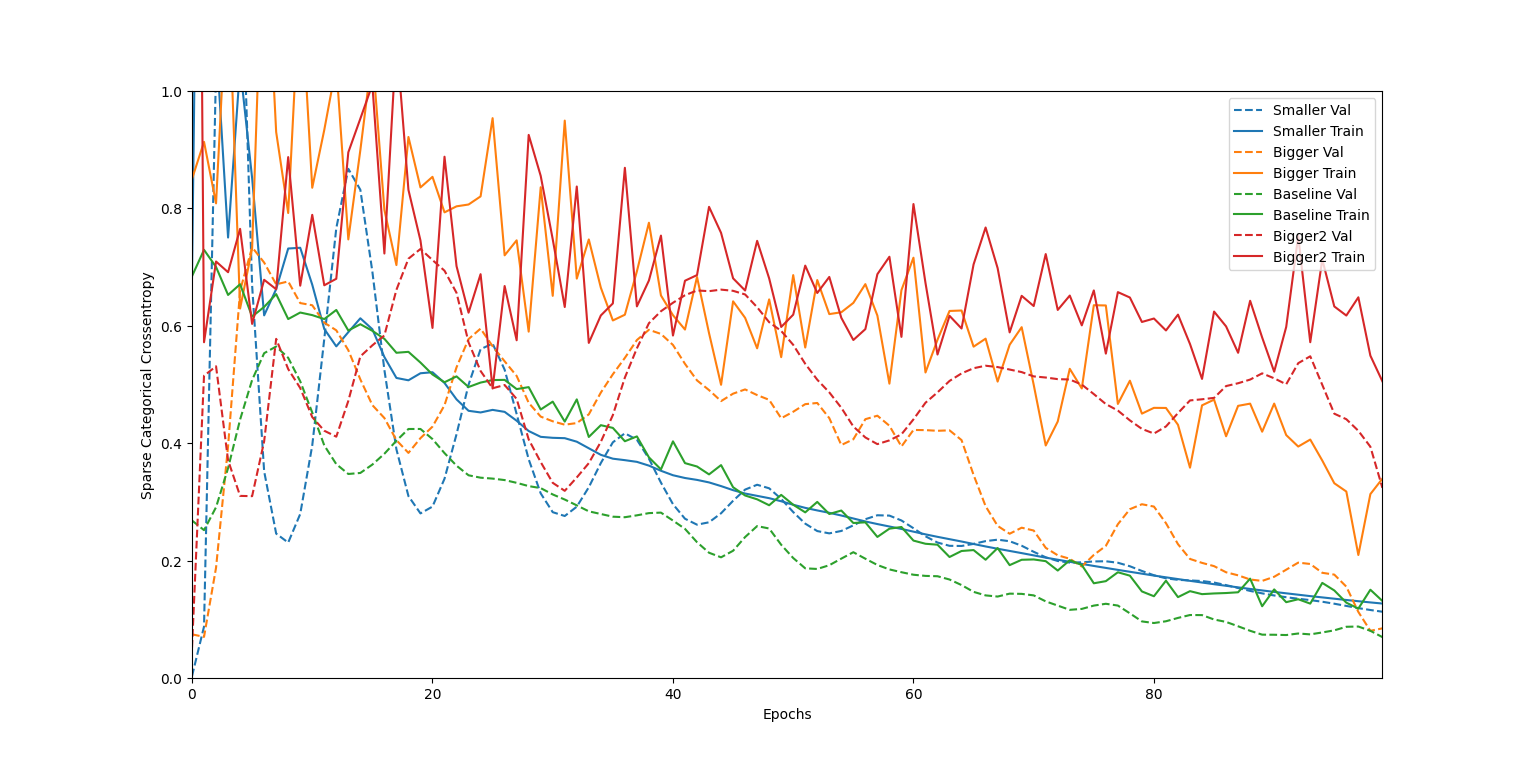 1.0
0.8
0.6
0.4
0.2
0.0
Sparse Categorical Crossentropy
0
20
40
60
80
Epochs
Smaller Val
Smaller Train
Bigger Val
Bigger Train
Baseline Val
Baseline Train
Bigger2 Val
Bigger2 Train